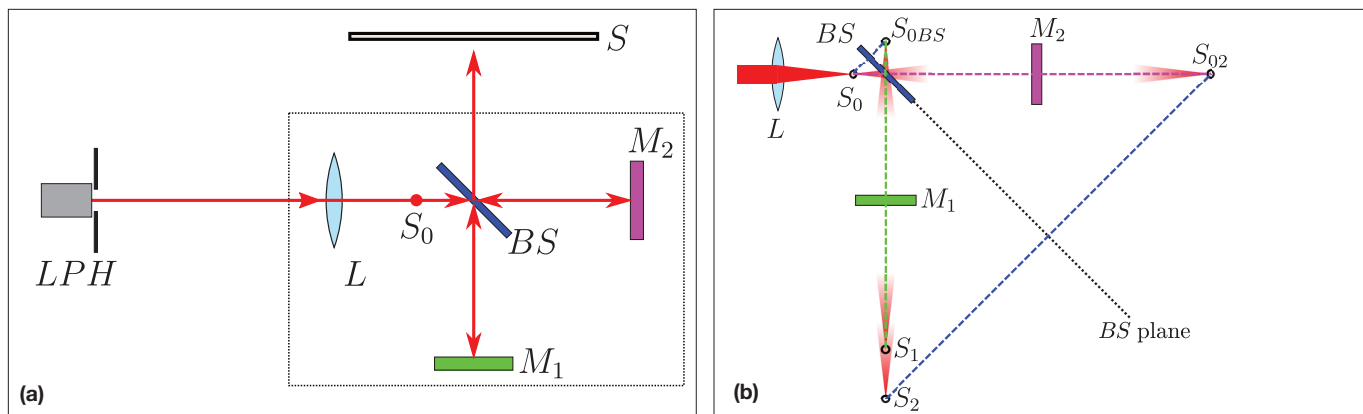 S
M₂
S₀
BS
LPH
L
M₁
(a)
BS
S₀BS
M₂
S₀
S₀₂
L
M₁
BS plane
S₁
S₂
(b)